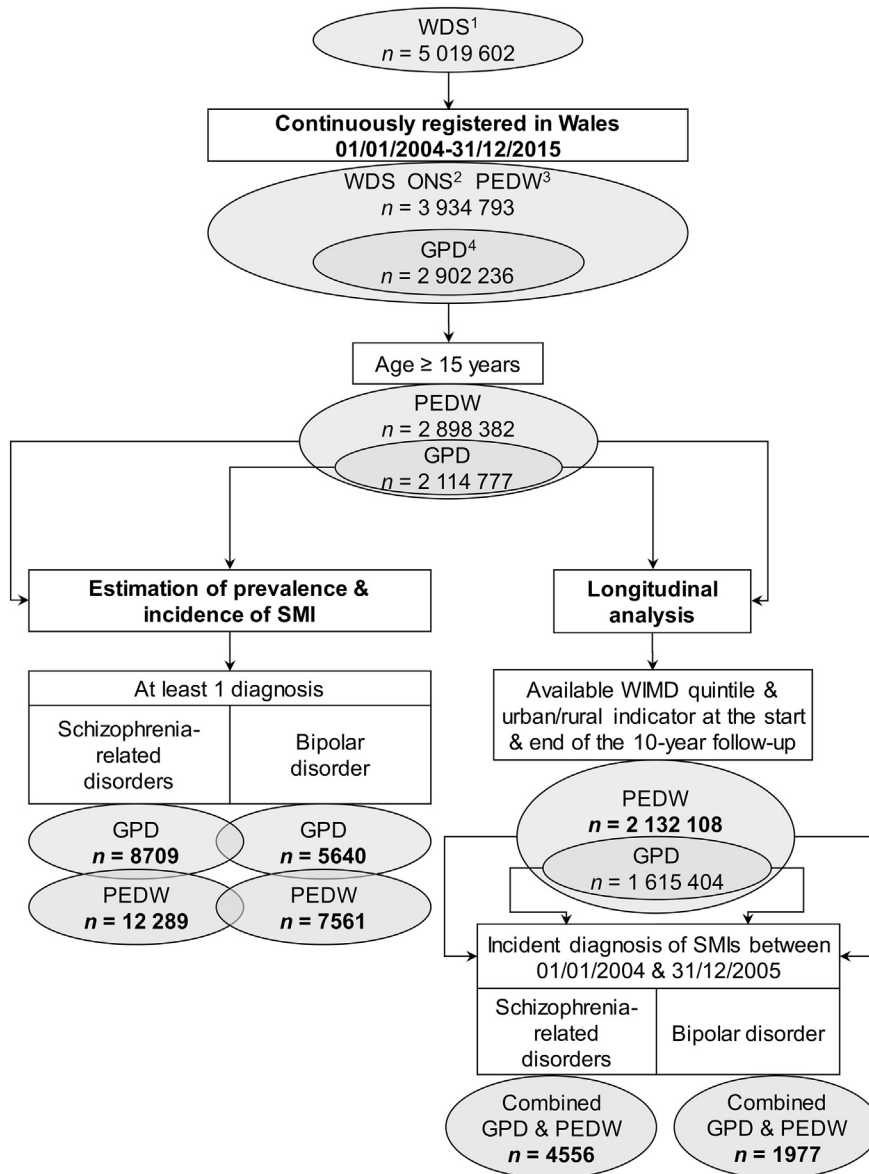 WDS¹
n = 5 019 602
Continuously registered in Wales
01/01/2004-31/12/2015
WDS ONS² PEDW³
n = 3 934 793
GPD⁴
n = 2 902 236
Age ≥ 15 years
PEDW
n = 2 898 382
GPD
n = 2 114 777
Estimation of prevalence &
incidence of SMI
At least 1 diagnosis
Schizophrenia-
related
disorders
Bipolar
disorder
GPD
n = 8709
GPD
n = 5640
PEDW
n = 12 289
PEDW
n = 7561
Longitudinal
analysis
Available WIMD quintile &
urban/rural indicator at the start
& end of the 10-year follow-up
PEDW
n = 2 132 108
GPD
n = 1 615 404
Incident diagnosis of SMIs between
01/01/2004 & 31/12/2005
Schizophrenia-
related
disorders
Bipolar disorder
Combined
GPD & PEDW
n = 4556
Combined
GPD & PEDW
n = 1977